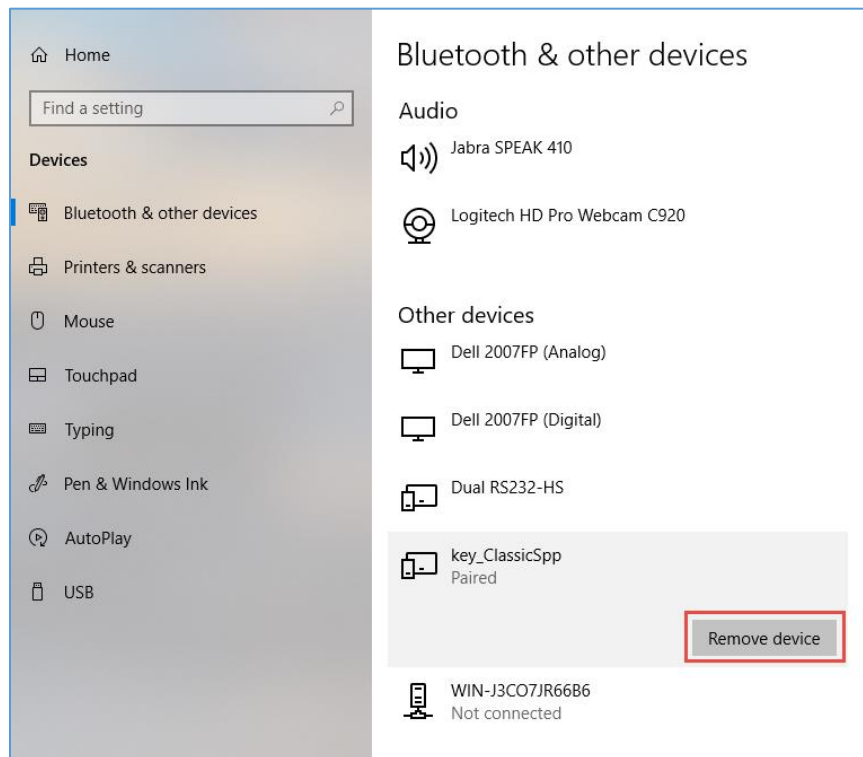 Home
Find a setting
Devices
Bluetooth & other devices
Printers & scanners
Mouse
Touchpad
Typing
Pen & Windows Ink
AutoPlay
USB
Bluetooth & other devices
Audio
Jabra SPEAK 410
Logitech HD Pro Webcam C920
Other devices
Dell 2007FP (Analog)
Dell 2007FP (Digital)
Dual RS232-HS
key_ClassicSpp
Paired
Remove device
WIN-J3CO7JR66B6
Not connected